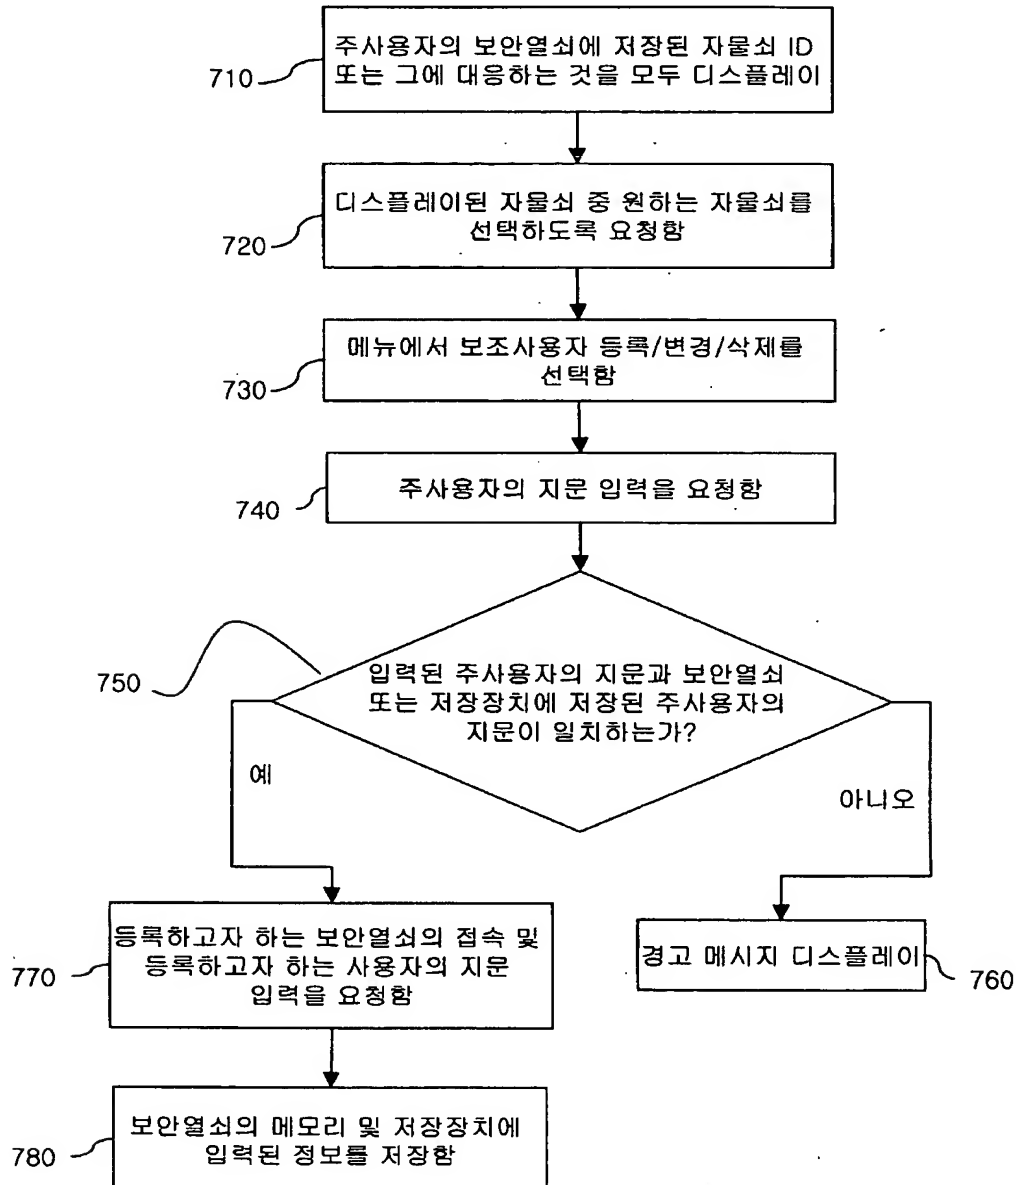 주사용자의 보안열쇠에 저장된 자물쇠 ID
또는 그에 대응하는 것을 모두 디스플레이
710
디스플레이된 자물쇠 중 원하는 자물쇠를
선택하도록 요청함
720
메뉴에서 보조사용자 등록/변경/삭제를
선택함
730
주사용자의 지문 입력을 요청함
740
입력된 주사용자의 지문과 보안열쇠
또는 저장장치에 저장된 주사용자의
지문이 일치하는가?
750
예
아니오
등록하고자 하는 보안열쇠의 접속 및
등록하고자 하는 사용자의 지문
입력을 요청함
770
경고 메시지 디스플레이
760
보안열쇠의 메모리 및 저장장치에
입력된 정보를 저장함
780